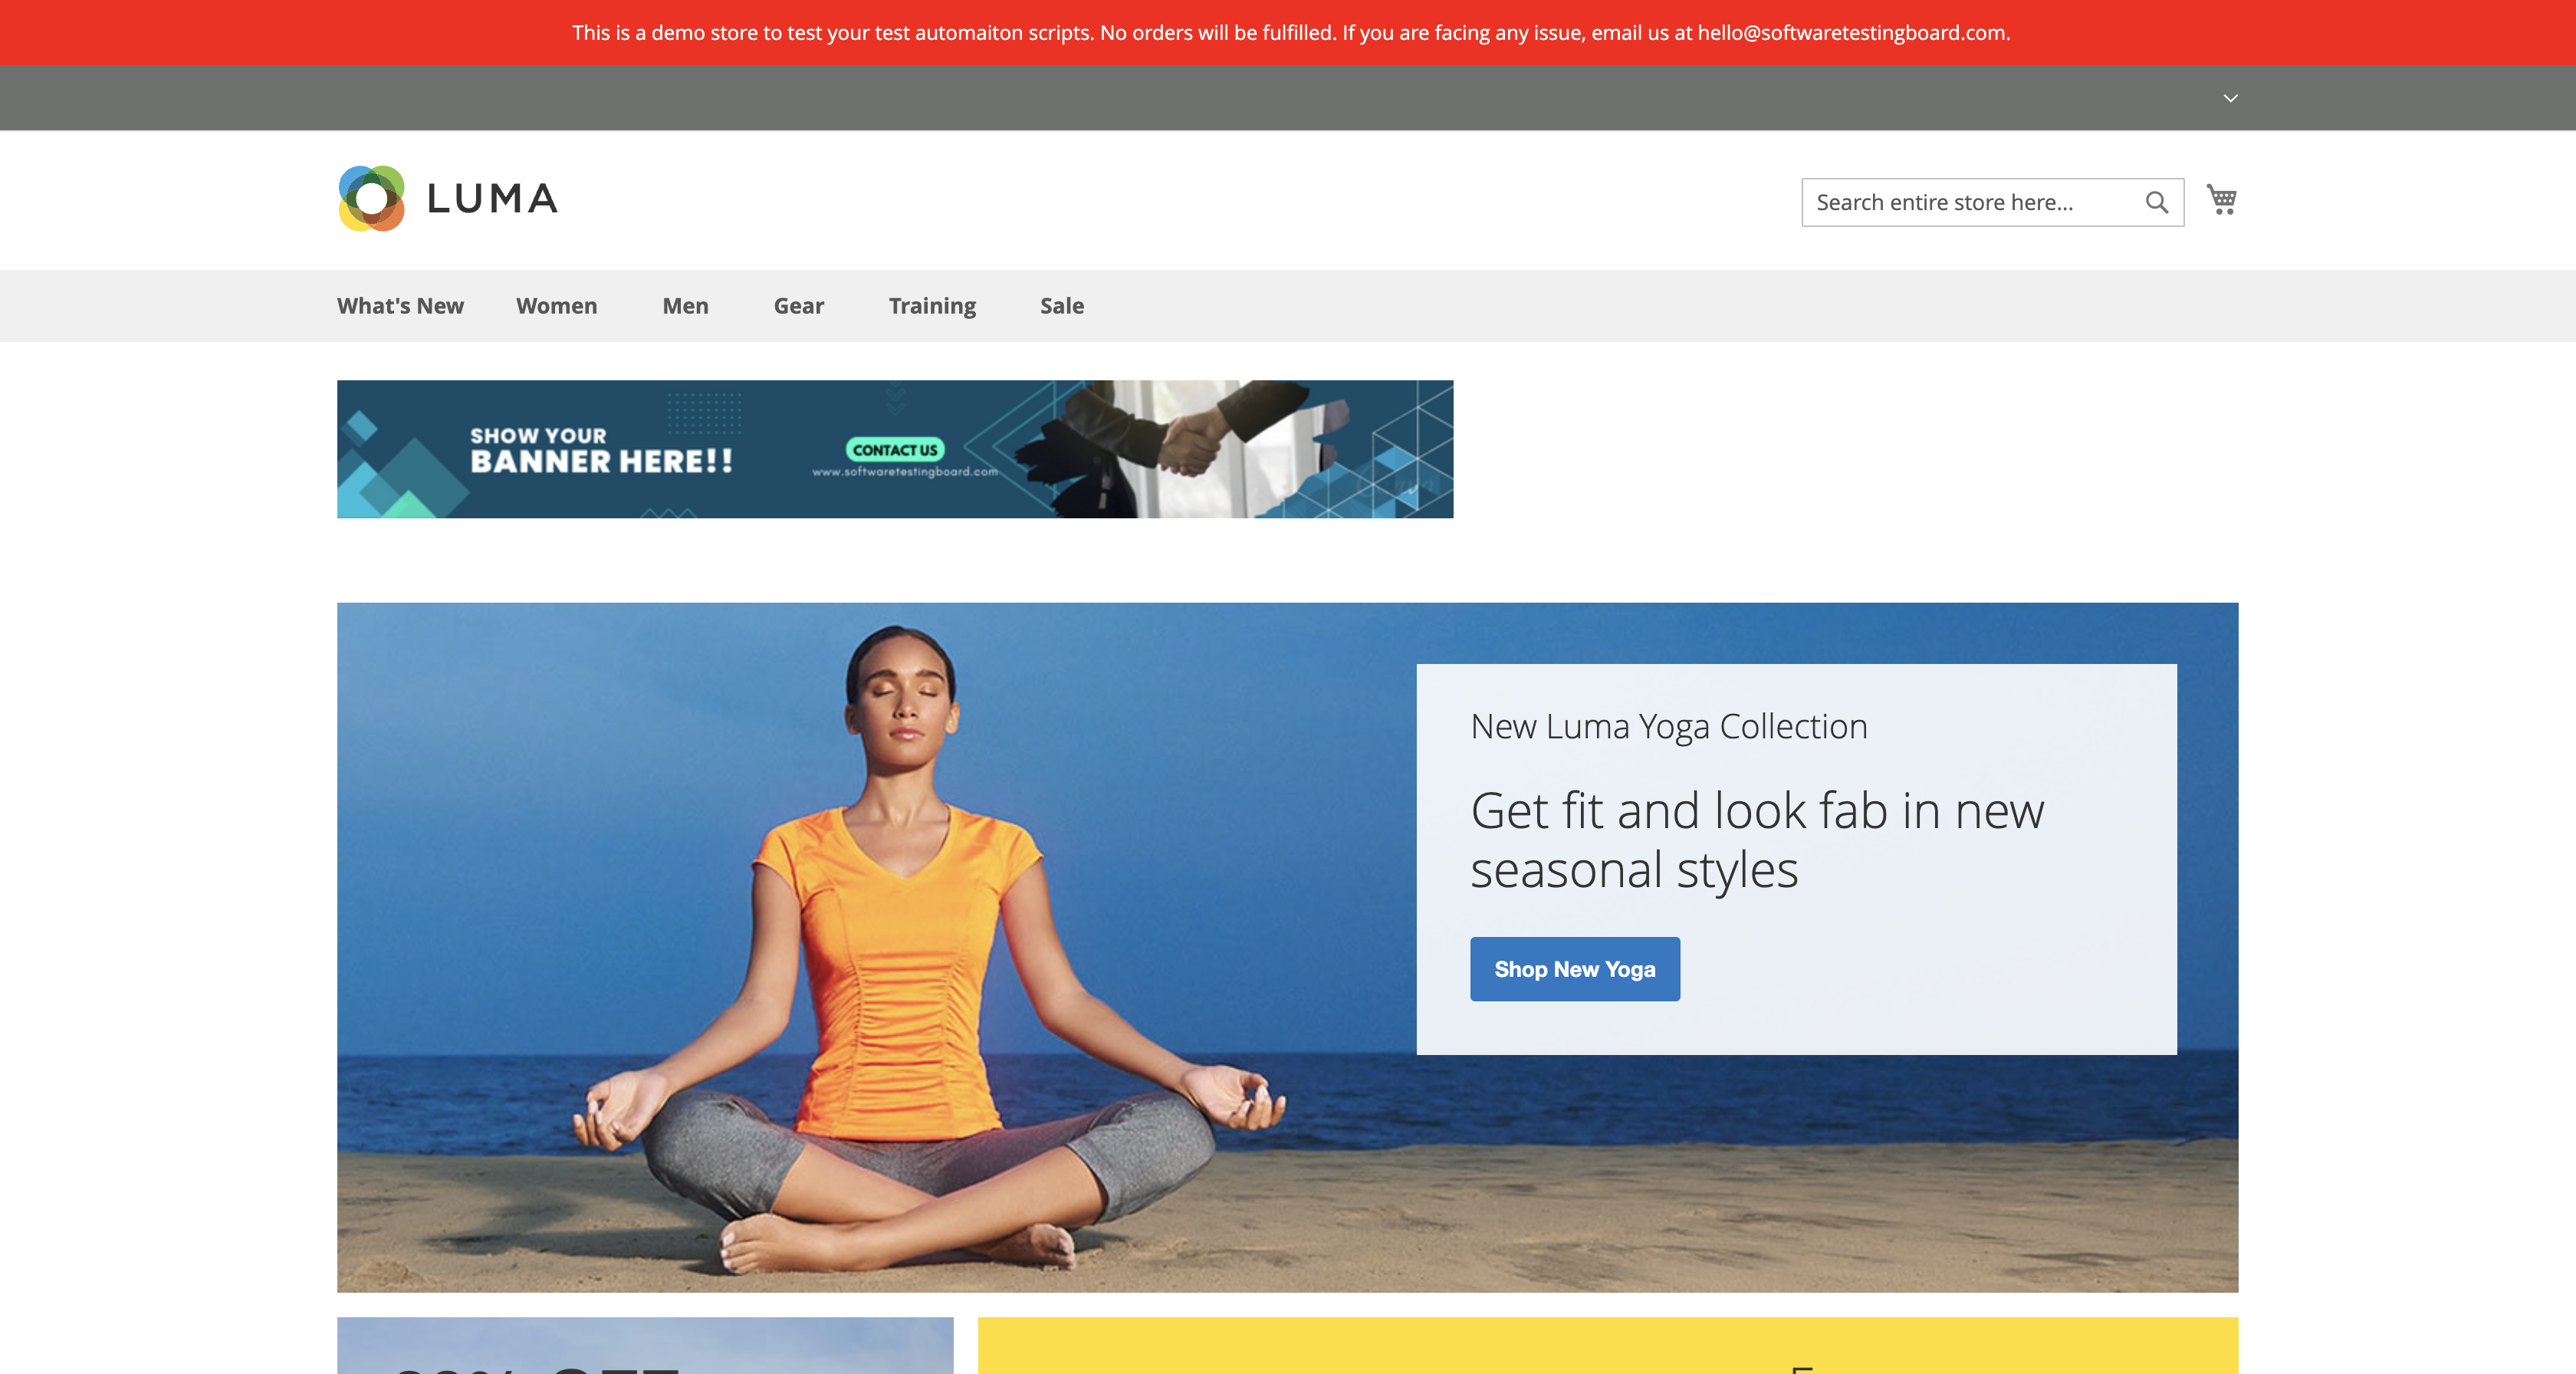 This is a demo store to test your test automaiton scripts. No orders will be fulfilled. If you are facing any issue, email us at hello@softwaretestingboard.com.
LUMA
Search entire store here...
What's New Women Men Gear Training Sale
SHOW YOUR
BANNER HERE!!
CONTACT US
www.softwaretestingboard.com
New Luma Yoga Collection
Get fit and look fab in new
seasonal styles
Shop New Yoga